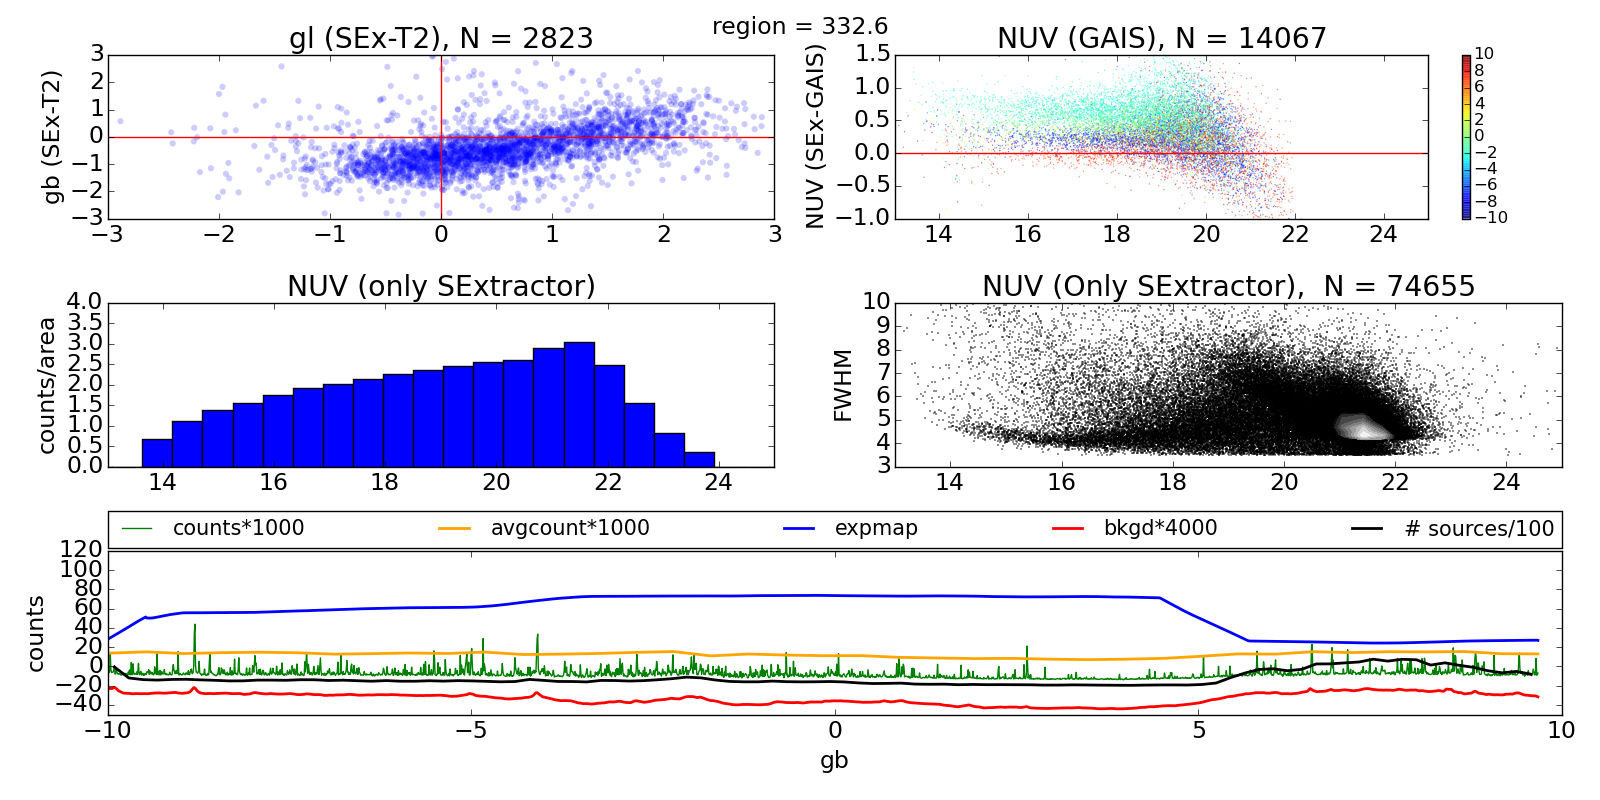 region = 332.6
gl (SEx-T2), N = 2823
NUV (GAIS), N = 14067
gb (SEx-T2)
3
2
1
0
−1
−2
−3
−3 −2 −1 0 1 2 3
NUV (SEx-GAIS)
1.5
1.0
0.5
0.0
−0.5
−1.0
14 16 18 20 22 24
10
8
6
4
2
0
−2
−4
−6
−8
−10
NUV (only SExtractor)
NUV (Only SExtractor), N = 74655
counts/area
4.0
3.5
3.0
2.5
2.0
1.5
1.0
0.5
0.0
14 16 18 20 22 24
FWHM
10
9
8
7
6
5
4
3
14 16 18 20 22 24
counts*1000 avgcount*1000 expmap bkgd*4000 # sources/100
counts
120
100
80
60
40
20
0
−20
−40
−10 −5 0 5 10
gb